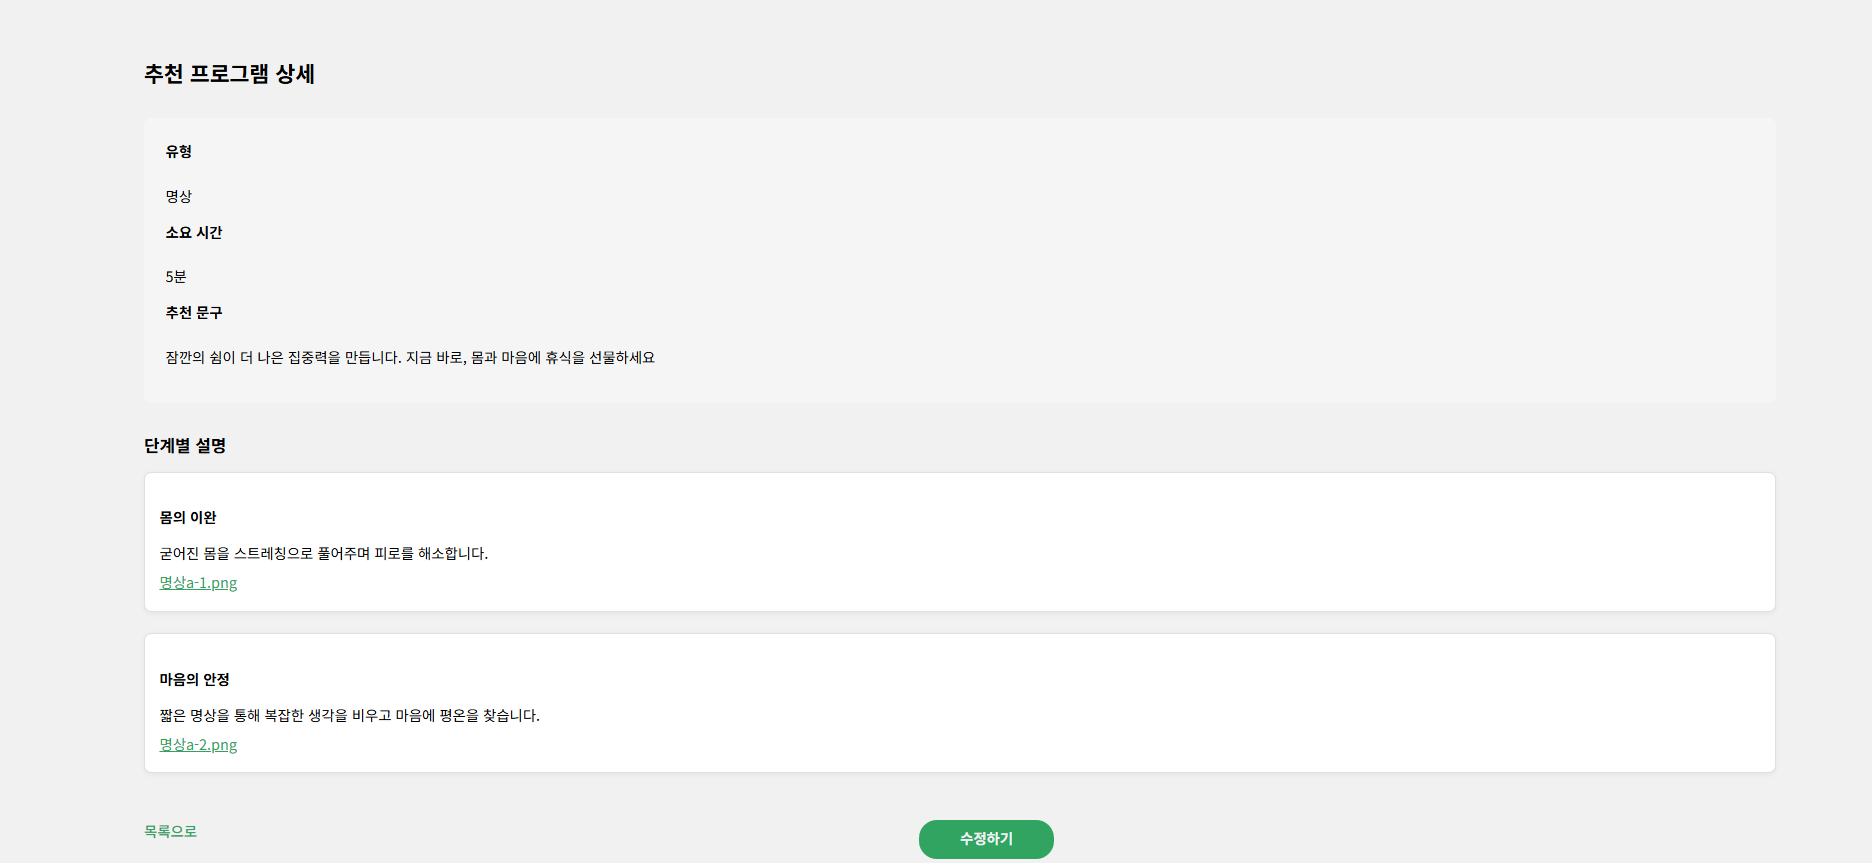 추천 프로그램 상세
유형
명상
소요 시간
5분
추천 문구
잠깐의 쉼이 더 나은 집중력을 만듭니다. 지금 바로, 몸과 마음에 휴식을 선물하세요
단계별 설명
몸의 이완
굳어진 몸을 스트레칭으로 풀어주며 피로를 해소합니다.
명상a-1.png
마음의 안정
짧은 명상을 통해 복잡한 생각을 비우고 마음에 평온을 찾습니다.
명상a-2.png
목록으로
수정하기